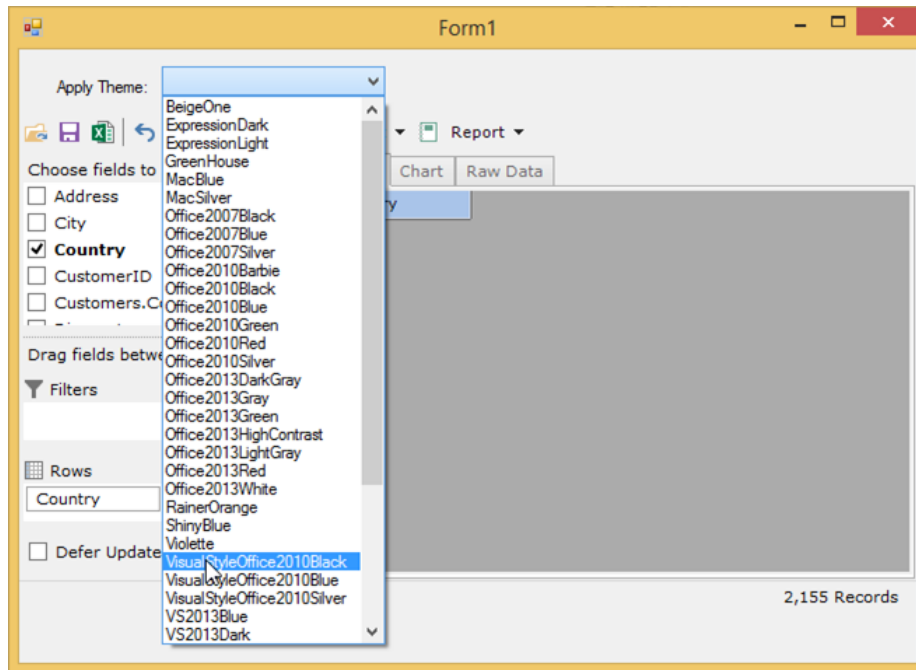 Form1
Apply Theme:
BeigeOne
ExpressionDark
ExpressionLight
GreenHouse
MacBlue
MacSilver
Office2007Black
Office2007Blue
Office2007Silver
Office2010Barbie
Office2010Black
Office2010Blue
Office2010Green
Office2010Red
Office2010Silver
Office2013DarkGray
Office2013Gray
Office2013Green
Office2013HighContrast
Office2013LightGray
Office2013Red
Office2013White
RainerOrange
ShinyBlue
Violette
VisualStyleOffice2010Black
VisualStyleOffice2010Blue
VisualStyleOffice2010Silver
VS2013Blue
VS2013Dark
Report
Choose fields to
Chart Raw Data
Address
City
Country
CustomerID
Customers.C
ry
Drag fields betwe
Filters
Rows
Country
Defer Update
2,155 Records